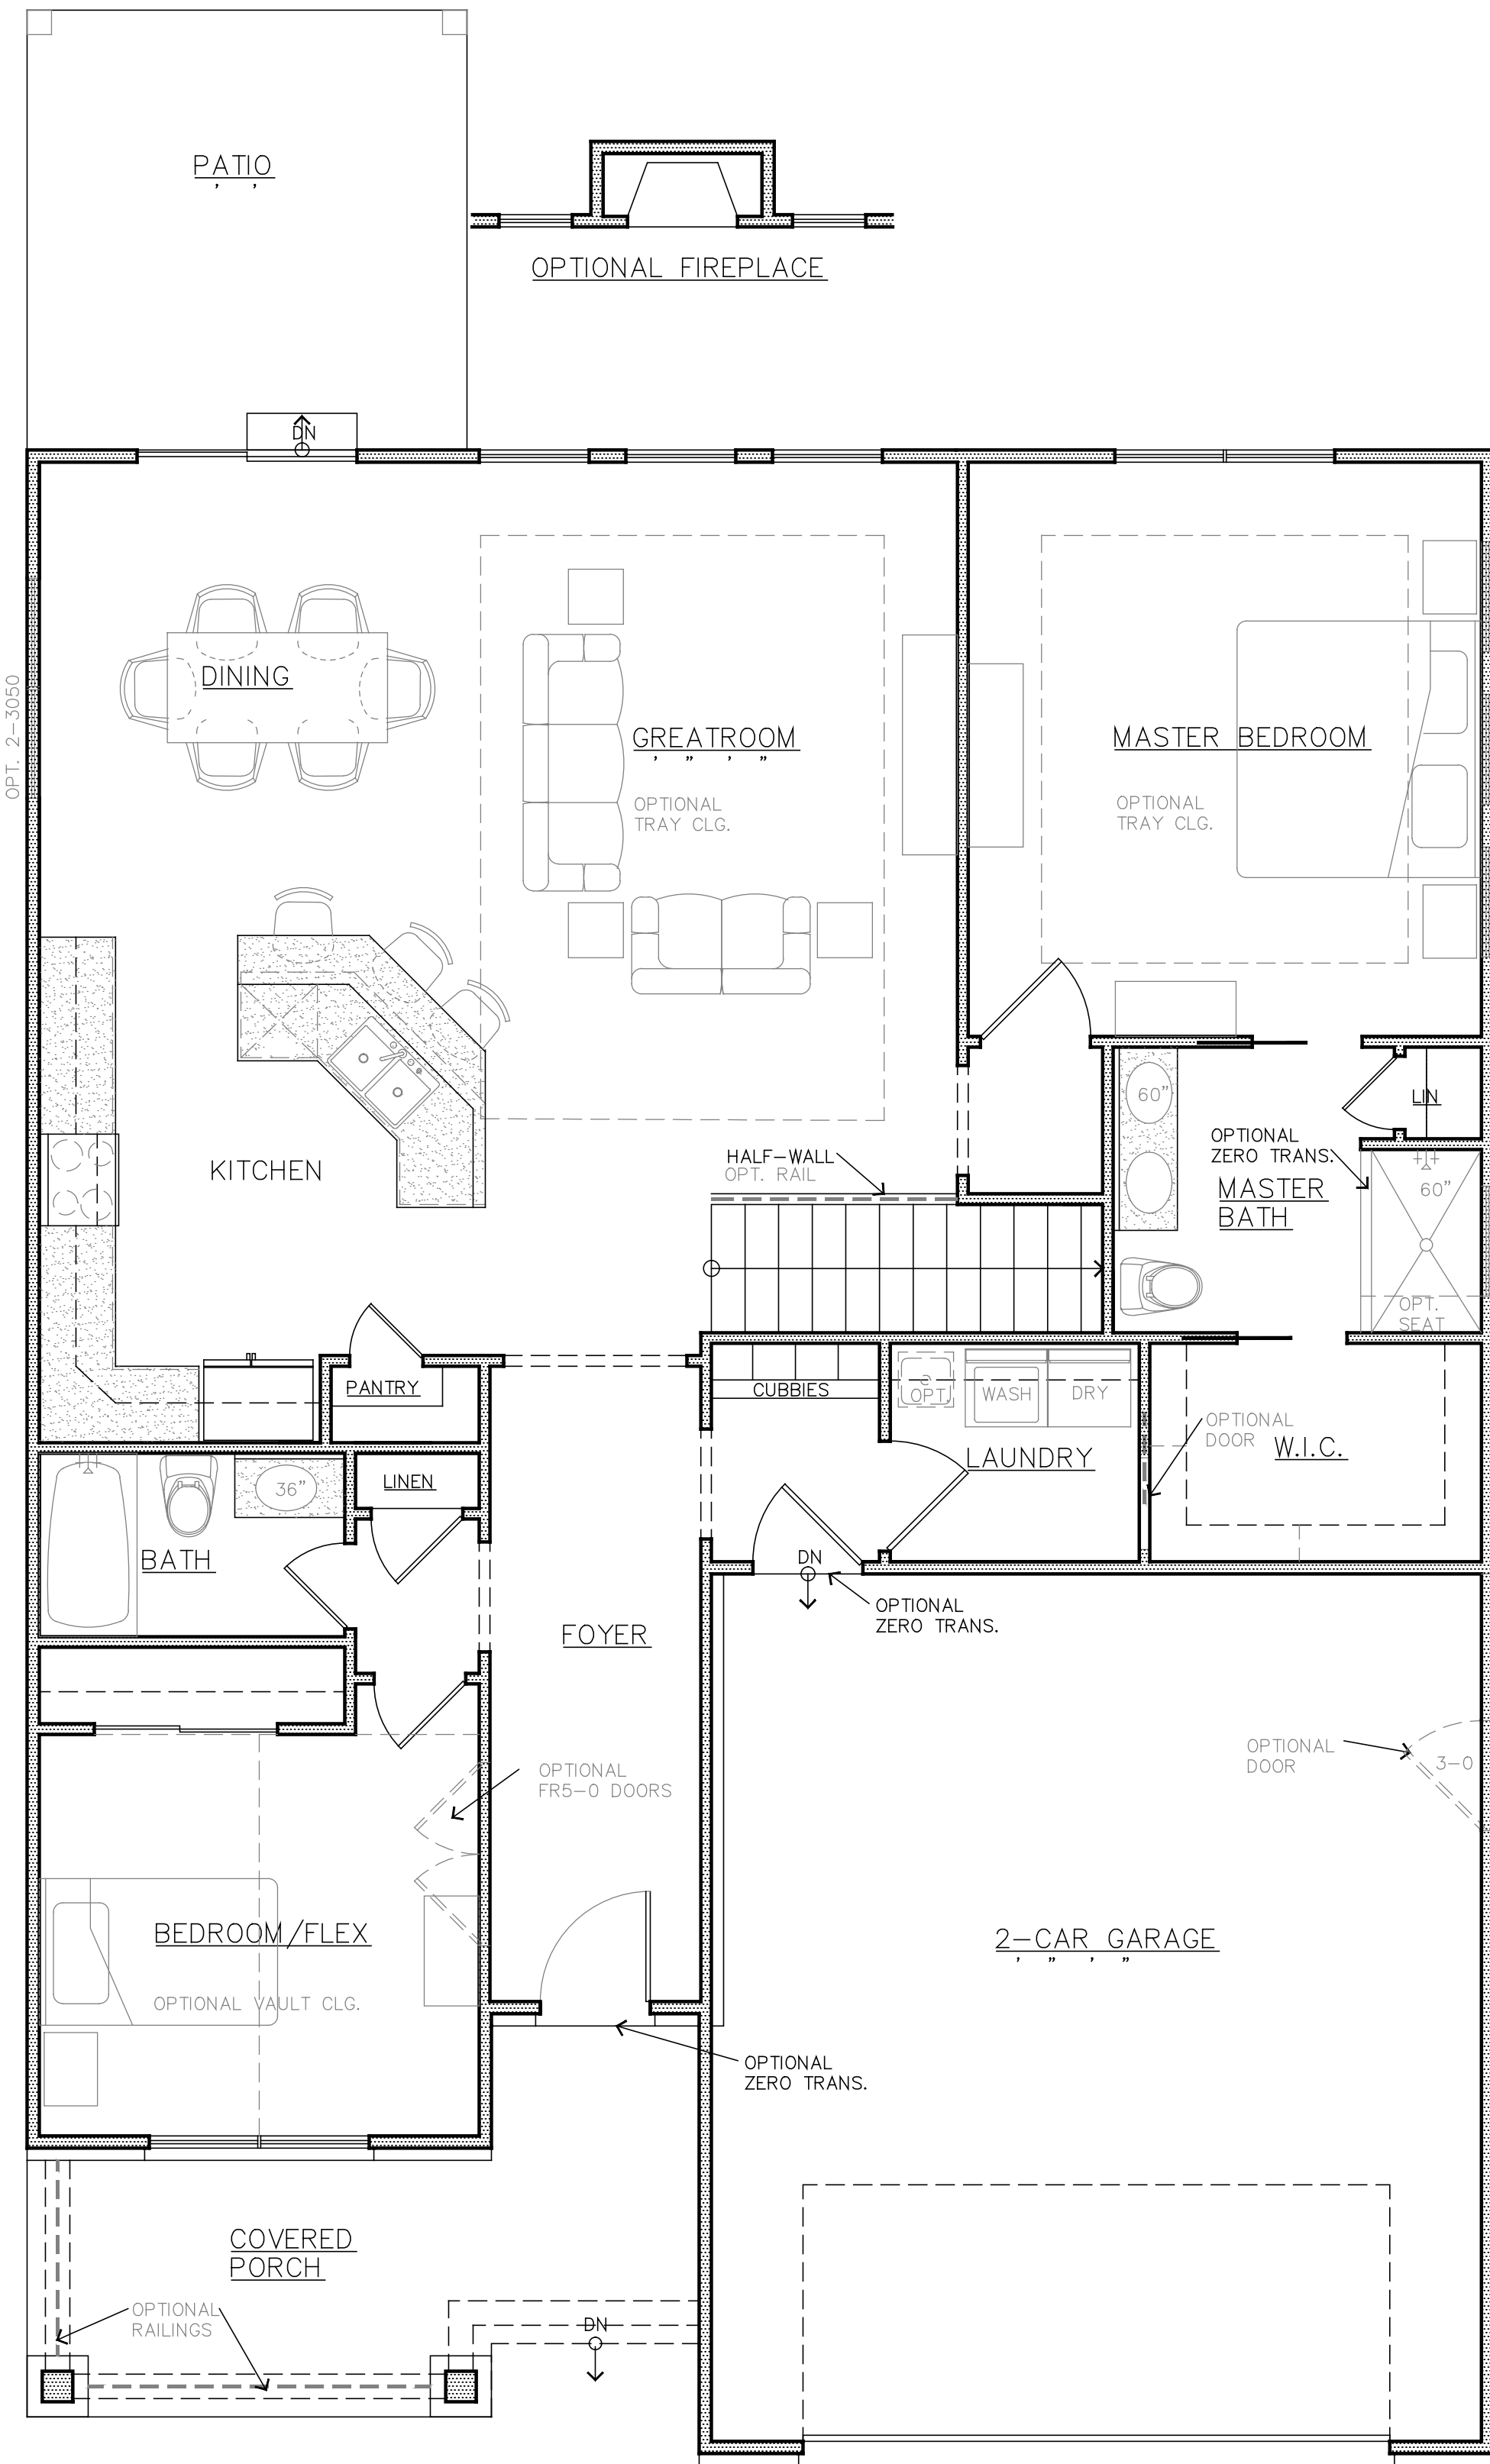 PATIO
' '
OPTIONAL FIREPLACE
DN
OPT. 2-3050
DINING
GREATROOM
' " ' "
OPTIONAL
TRAY CLG.
MASTER BEDROOM
OPTIONAL
TRAY CLG.
KITCHEN
HALF-WALL
OPT. RAIL
60"
LIN
OPTIONAL
ZERO TRANS.
MASTER
BATH
60"
OPT.
SEAT
PANTRY
CUBBIES
OPT.
WASH
DRY
LAUNDRY
OPTIONAL
DOOR
W.I.C.
LINEN
36"
BATH
DN
OPTIONAL
ZERO TRANS.
FOYER
OPTIONAL
FR5-0 DOORS
OPTIONAL
DOOR
3-0
BEDROOM/FLEX
OPTIONAL VAULT CLG.
2-CAR GARAGE
' " ' "
OPTIONAL
ZERO TRANS.
COVERED
PORCH
OPTIONAL
RAILINGS
DN